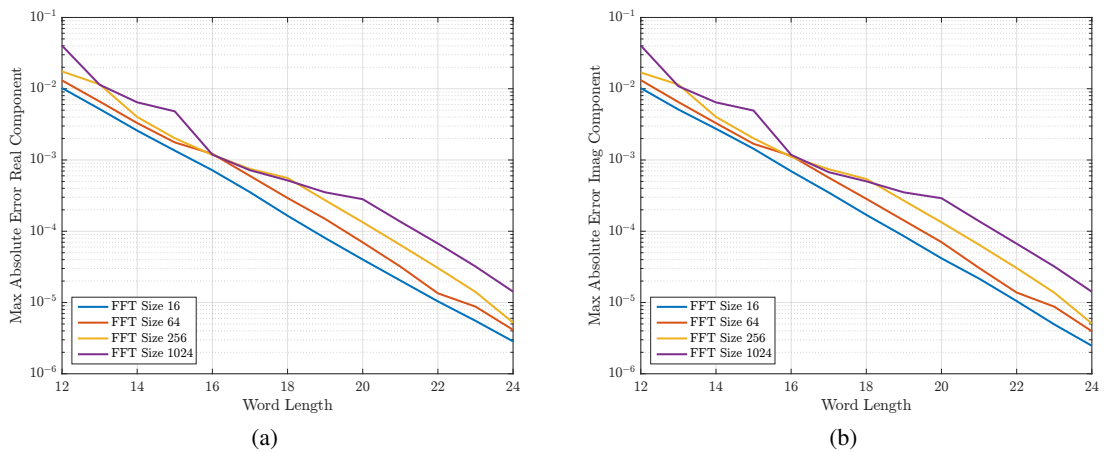 Max Absolute Error Real Component
10⁻¹
10⁻²
10⁻³
10⁻⁴
10⁻⁵
10⁻⁶
FFT Size 16
FFT Size 64
FFT Size 256
FFT Size 1024
12 14 16 18 20 22 24
Word Length
(a)
Max Absolute Error Imag Component
10⁻¹
10⁻²
10⁻³
10⁻⁴
10⁻⁵
10⁻⁶
FFT Size 16
FFT Size 64
FFT Size 256
FFT Size 1024
12 14 16 18 20 22 24
Word Length
(b)